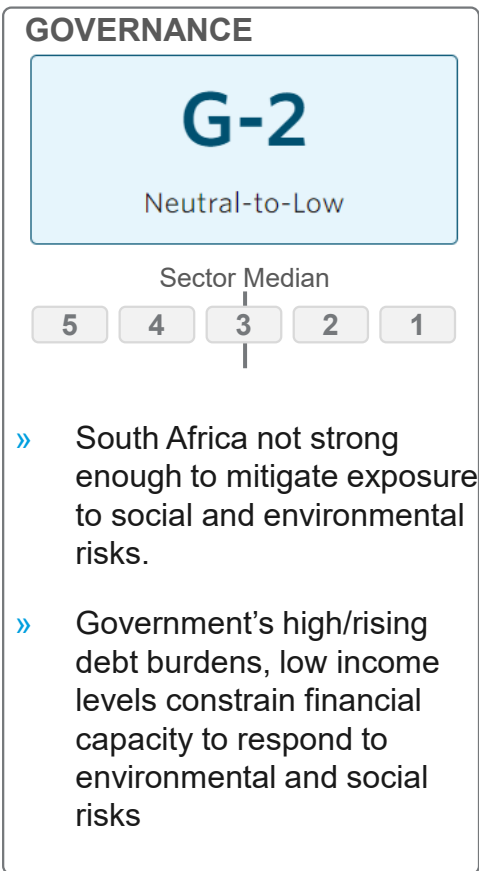 GOVERNANCE
G-2
Neutral-to-Low
Sector Median
5 4 3 2 1
» South Africa not strong
enough to mitigate exposure
to social and environmental
risks.
» Government’s high/rising
debt burdens, low income
levels constrain financial
capacity to respond to
environmental and social
risks